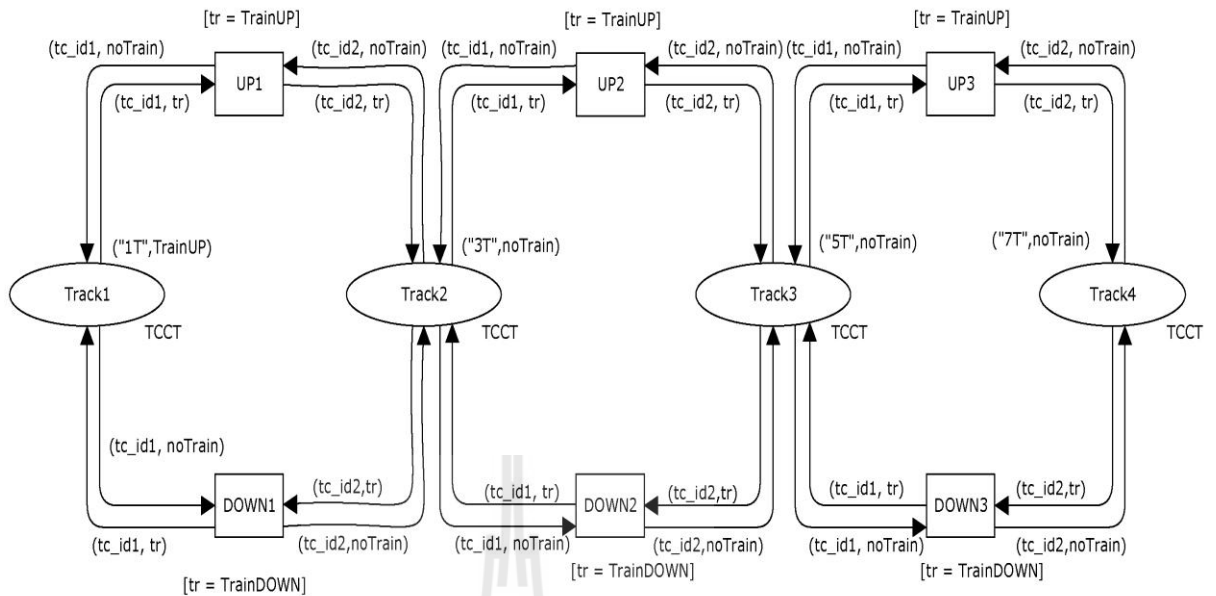 [tr = TrainUP] [tr = TrainUP] [tr = TrainUP]
(tc_id1, noTrain) (tc_id2, noTrain) (tc_id1, noTrain) (tc_id2, noTrain) (tc_id1, noTrain) (tc_id2, noTrain)
UP1 UP2 UP3
(tc_id1, tr) (tc_id2, tr) (tc_id1, tr) (tc_id2, tr) (tc_id1, tr) (tc_id2, tr)
("1T",TrainUP) ("3T",noTrain) ("5T",noTrain) ("7T",noTrain)
Track1 Track2 Track3 Track4
TCCT TCCT TCCT TCCT
(tc_id1, noTrain)
(tc_id2,tr) (tc_id1, tr) (tc_id2,tr) (tc_id1, tr) (tc_id2,tr)
DOWN1 DOWN2 DOWN3
(tc_id1, tr) (tc_id2,noTrain) (tc_id1, noTrain) (tc_id2,noTrain) (tc_id1, noTrain) (tc_id2,noTrain)
[tr = TrainDOWN] [tr = TrainDOWN] [tr = TrainDOWN]